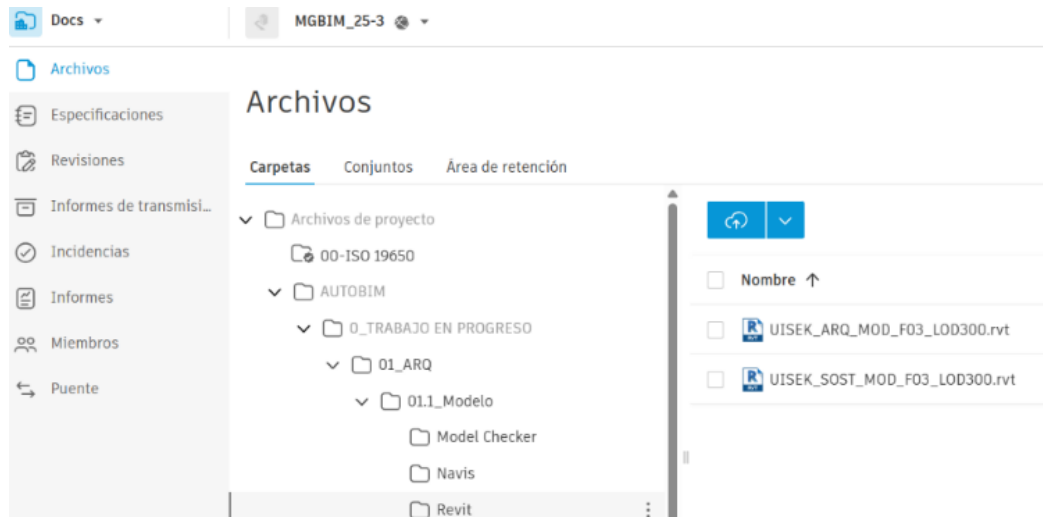 Docs
MGBIM_25-3
Archivos
Especificaciones
Revisiones
Informes de transmisi...
Incidencias
Informes
Miembros
Puente
Archivos
Carpetas Conjuntos Área de retención
Archivos de proyecto
00-ISO 19650
AUTOBIM
0_TRABAJO EN PROGRESO
01_ARQ
01.1_Modelo
Model Checker
Navis
Revit
Nombre
UISEK_ARQ_MOD_F03_LOD300.rvt
UISEK_SOST_MOD_F03_LOD300.rvt